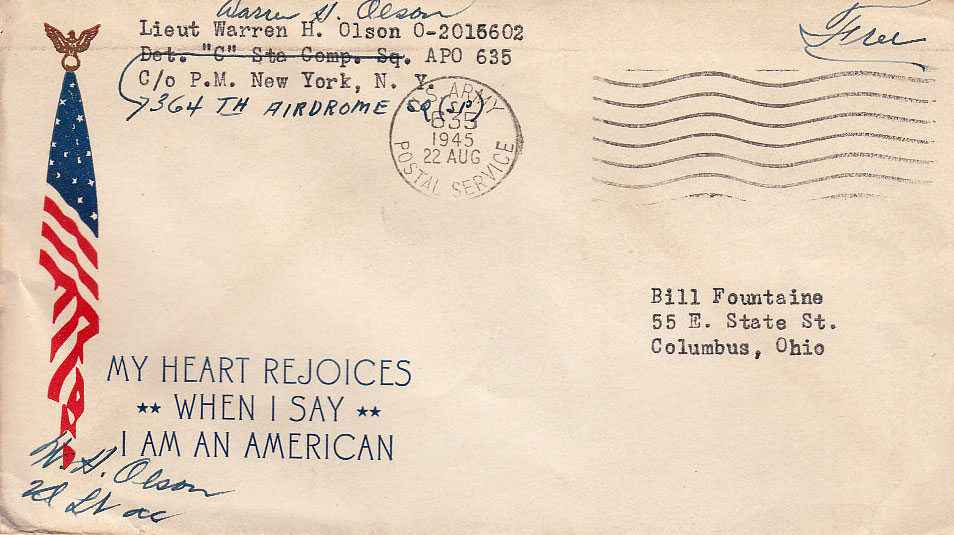 Warren H. Olson
Lieut Warren H. Olson O-2015602
Det. "C" Sta Comp. Sq. APO 635
C/o P.M. New York, N. Y.
7364 TH AIRDROME SQ (SP)
Free
U.S. ARMY
635
1945
22 AUG
POSTAL SERVICE
Bill Fountaine
55 E. State St.
Columbus, Ohio
MY HEART REJOICES
★★ WHEN I SAY ★★
I AM AN AMERICAN
W. H. Olson
2d Lt ac